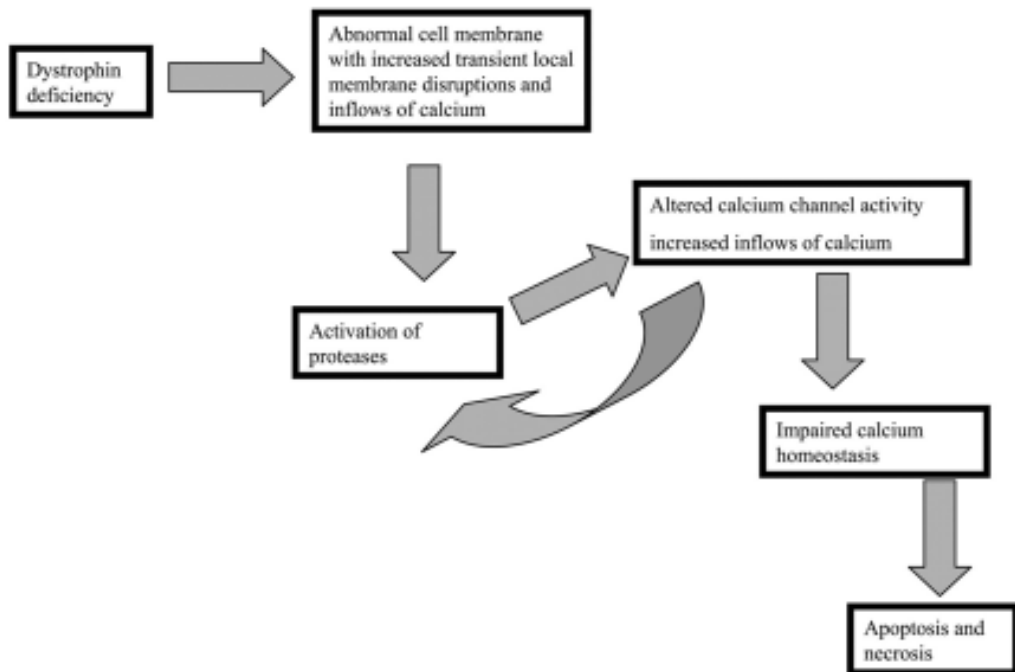 Dystrophin
deficiency
Abnormal cell membrane
with increased transient local
membrane disruptions and
inflows of calcium
Altered calcium channel activity
increased inflows of calcium
Activation of
proteases
Impaired calcium
homeostasis
Apoptosis and
necrosis